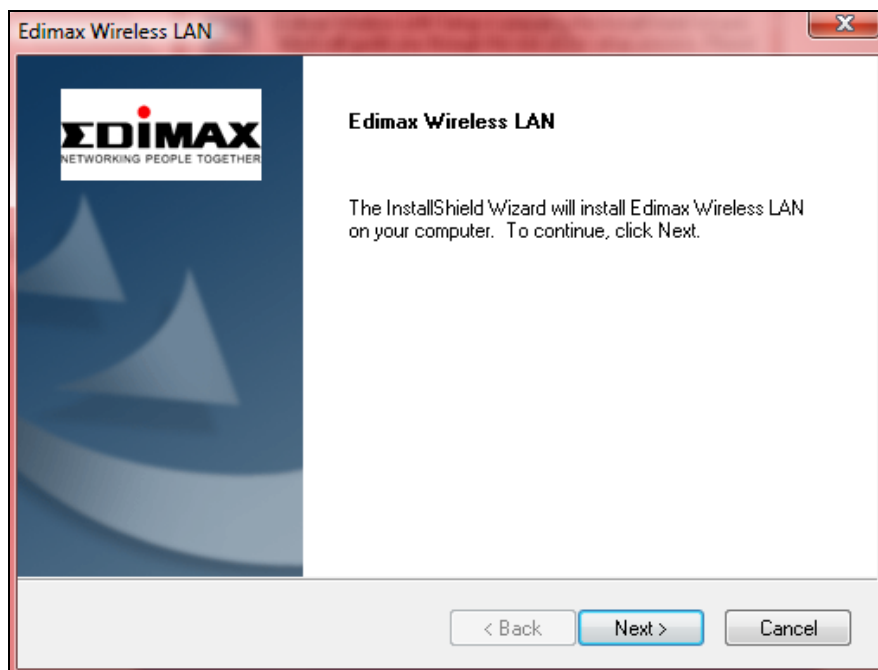 Edimax Wireless LAN
X
EDIMAX
NETWORKING PEOPLE TOGETHER
Edimax Wireless LAN
The InstallShield Wizard will install Edimax Wireless LAN
on your computer. To continue, click Next.
< Back
Next >
Cancel